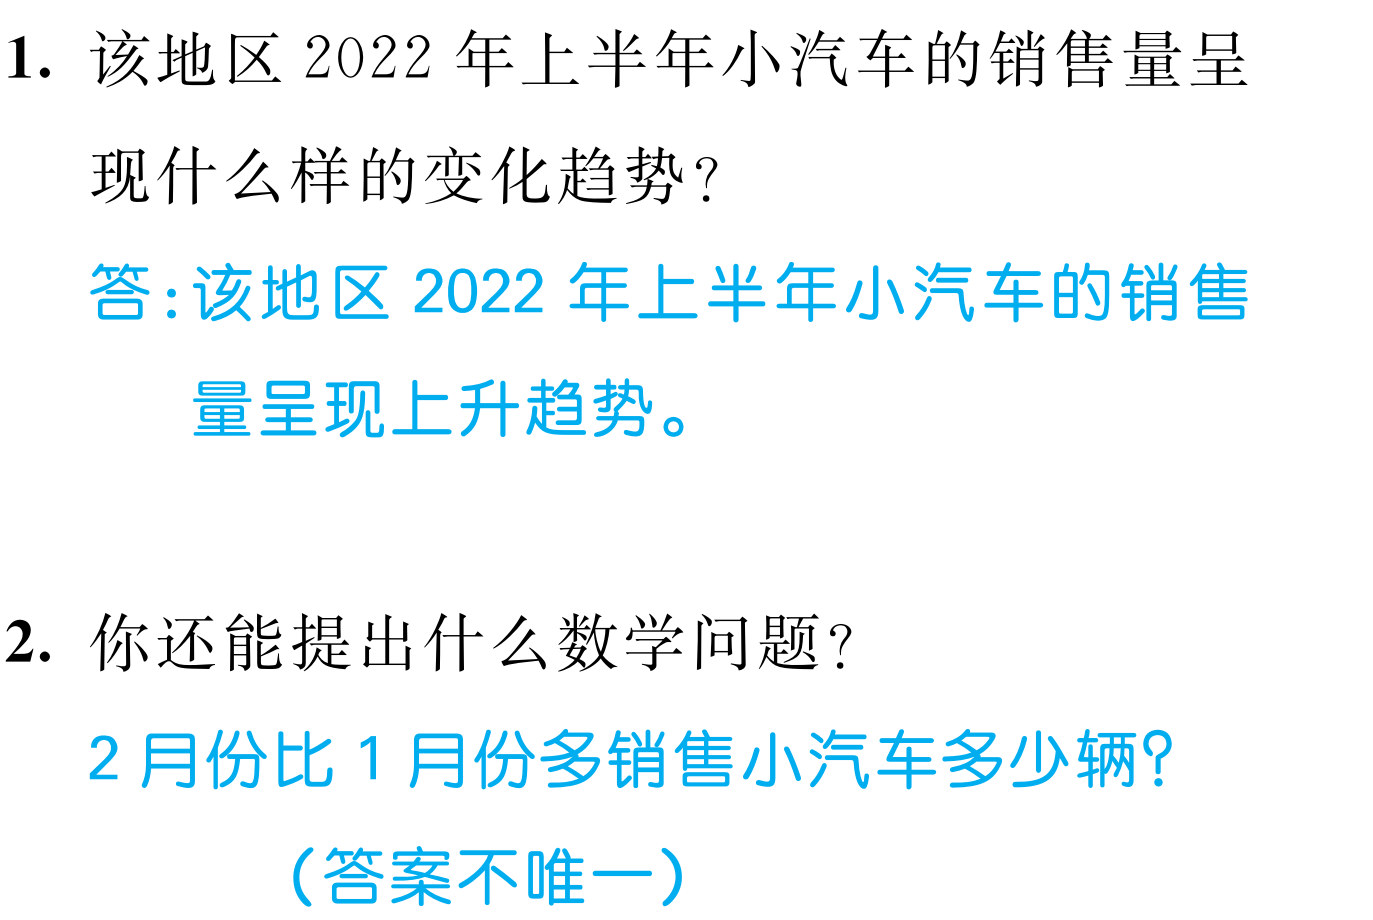 1. 该地区 2022 年上半年小汽车的销售量呈
现什么样的变化趋势?
答:该地区 2022 年上半年小汽车的销售
量呈现上升趋势。
2. 你还能提出什么数学问题?
2 月份比 1 月份多销售小汽车多少辆?
(答案不唯一)